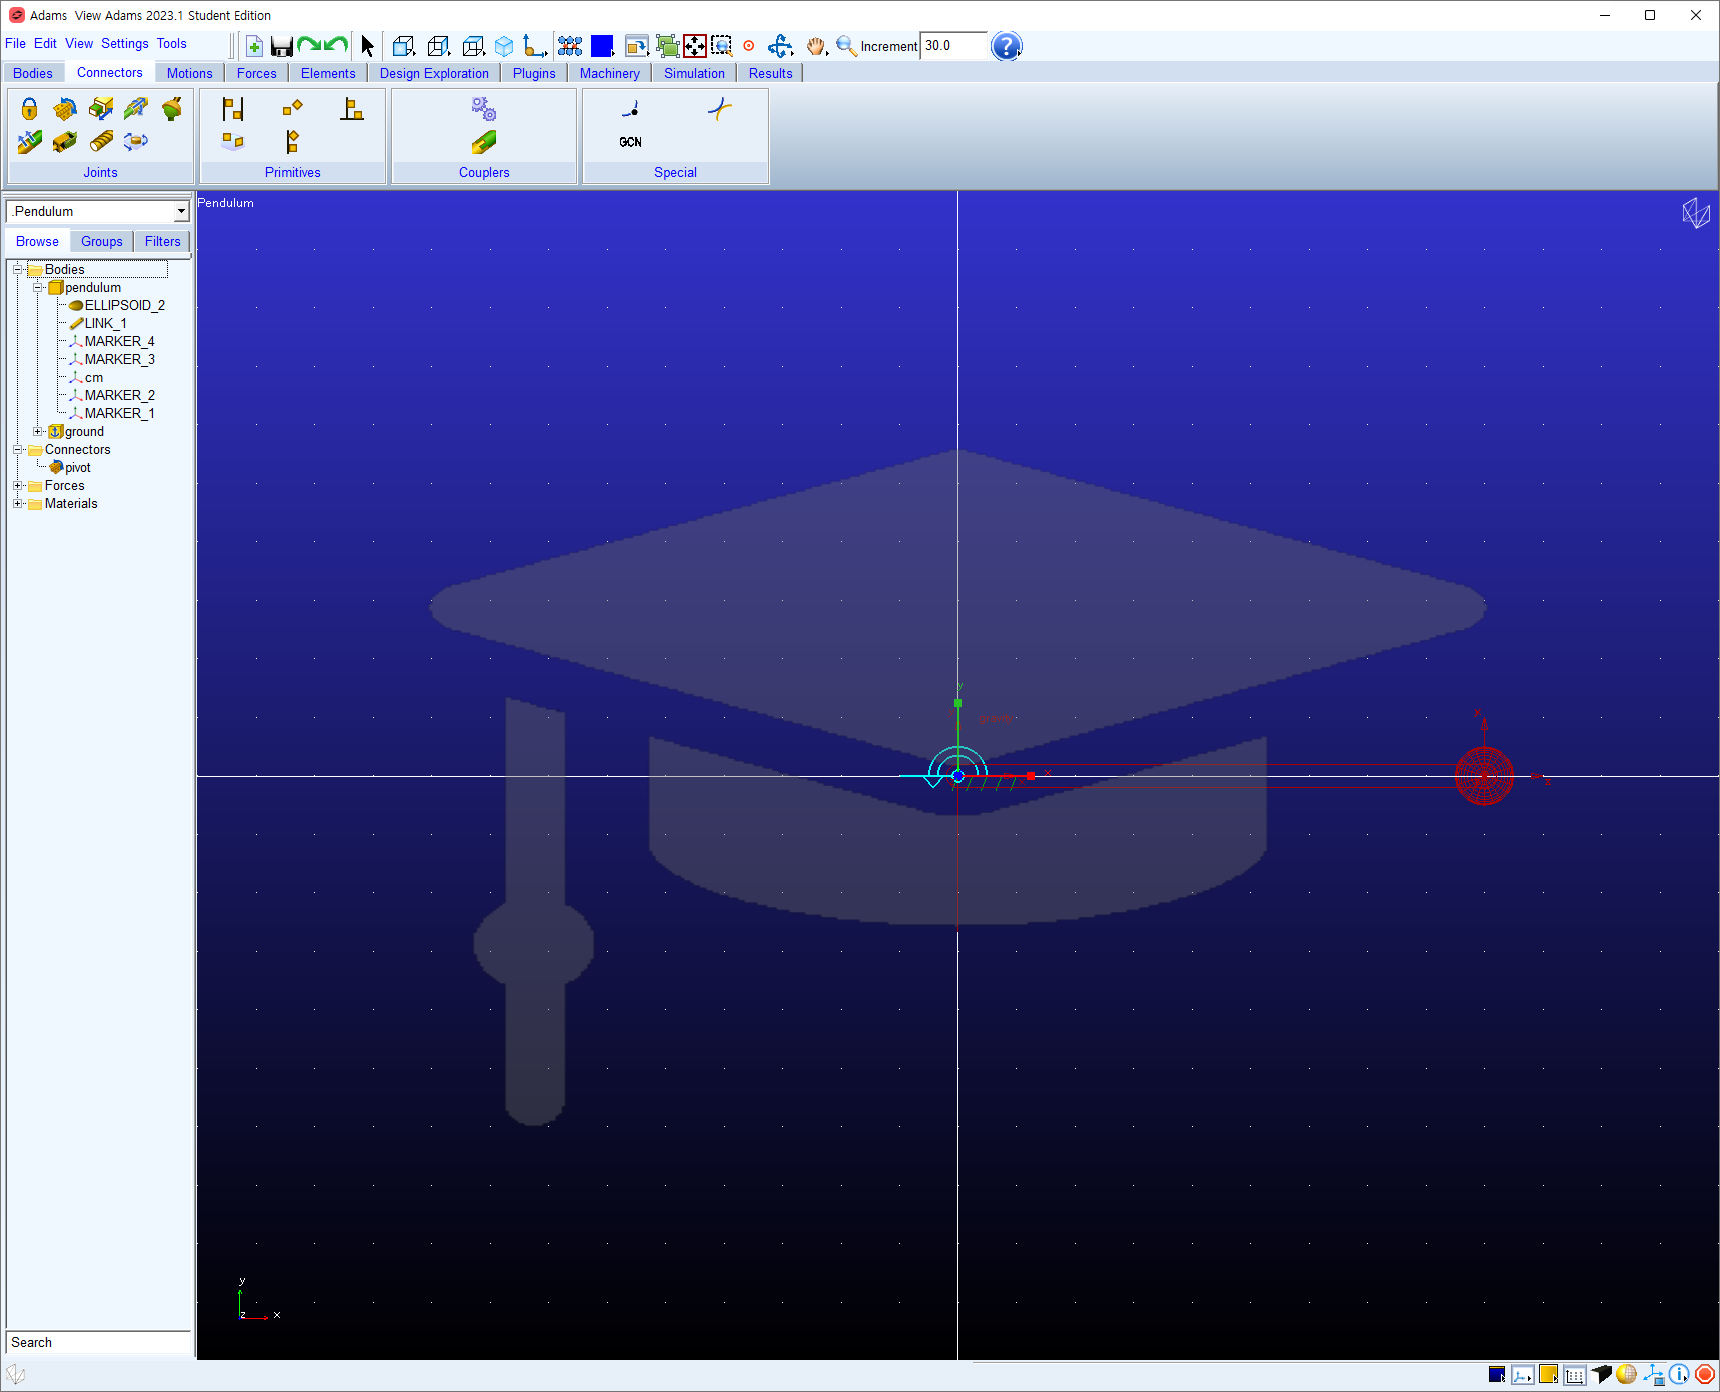 Adams View Adams 2023.1 Student Edition
File Edit View Settings Tools
Increment 30.0
Bodies Connectors Motions Forces Elements Design Exploration Plugins Machinery Simulation Results
GCN
Joints Primitives Couplers Special
.Pendulum
Browse Groups Filters
Bodies
pendulum
ELLIPSOID_2
LINK_1
MARKER_4
MARKER_3
cm
MARKER_2
MARKER_1
ground
Connectors
pivot
Forces
Materials
Search
Pendulum
y
gravity
x
x
y
z x